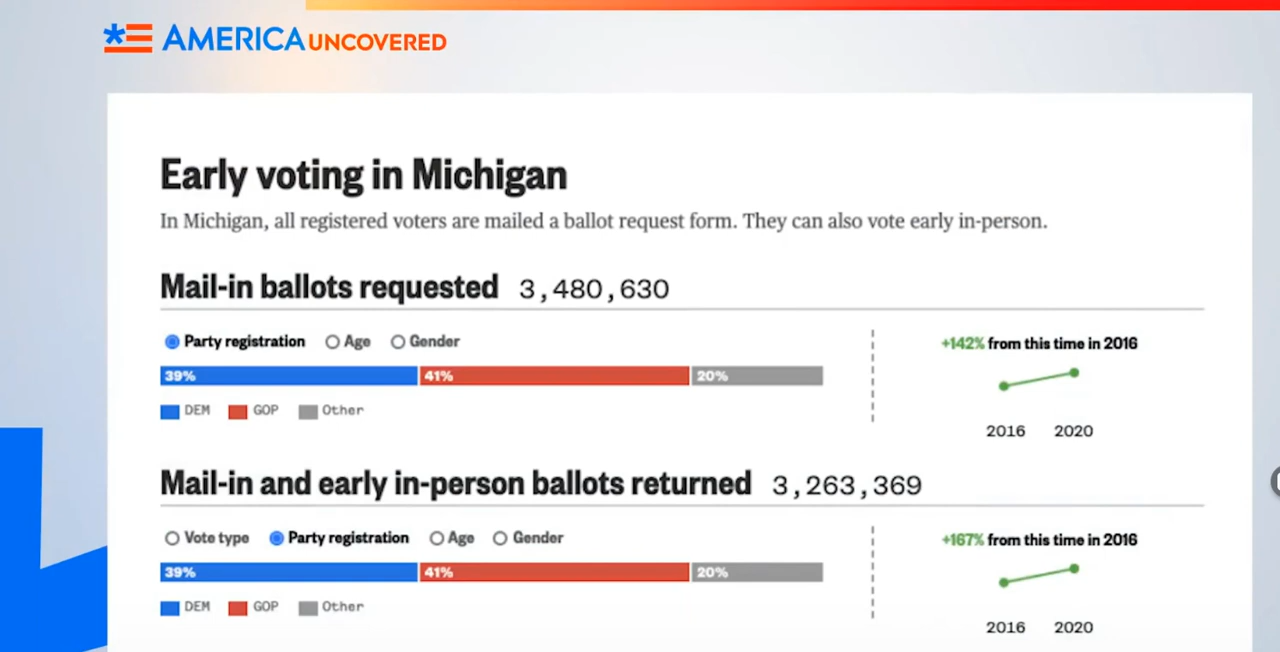 AMERICA UNCOVERED
Early voting in Michigan
In Michigan, all registered voters are mailed a ballot request form. They can also vote early in-person.
Mail-in ballots requested 3,480,630
Party registration Age Gender
+142% from this time in 2016
39% 41% 20%
DEM GOP Other
2016 2020
Mail-in and early in-person ballots returned 3,263,369
Vote type Party registration Age Gender
+167% from this time in 2016
39% 41% 20%
DEM GOP Other
2016 2020